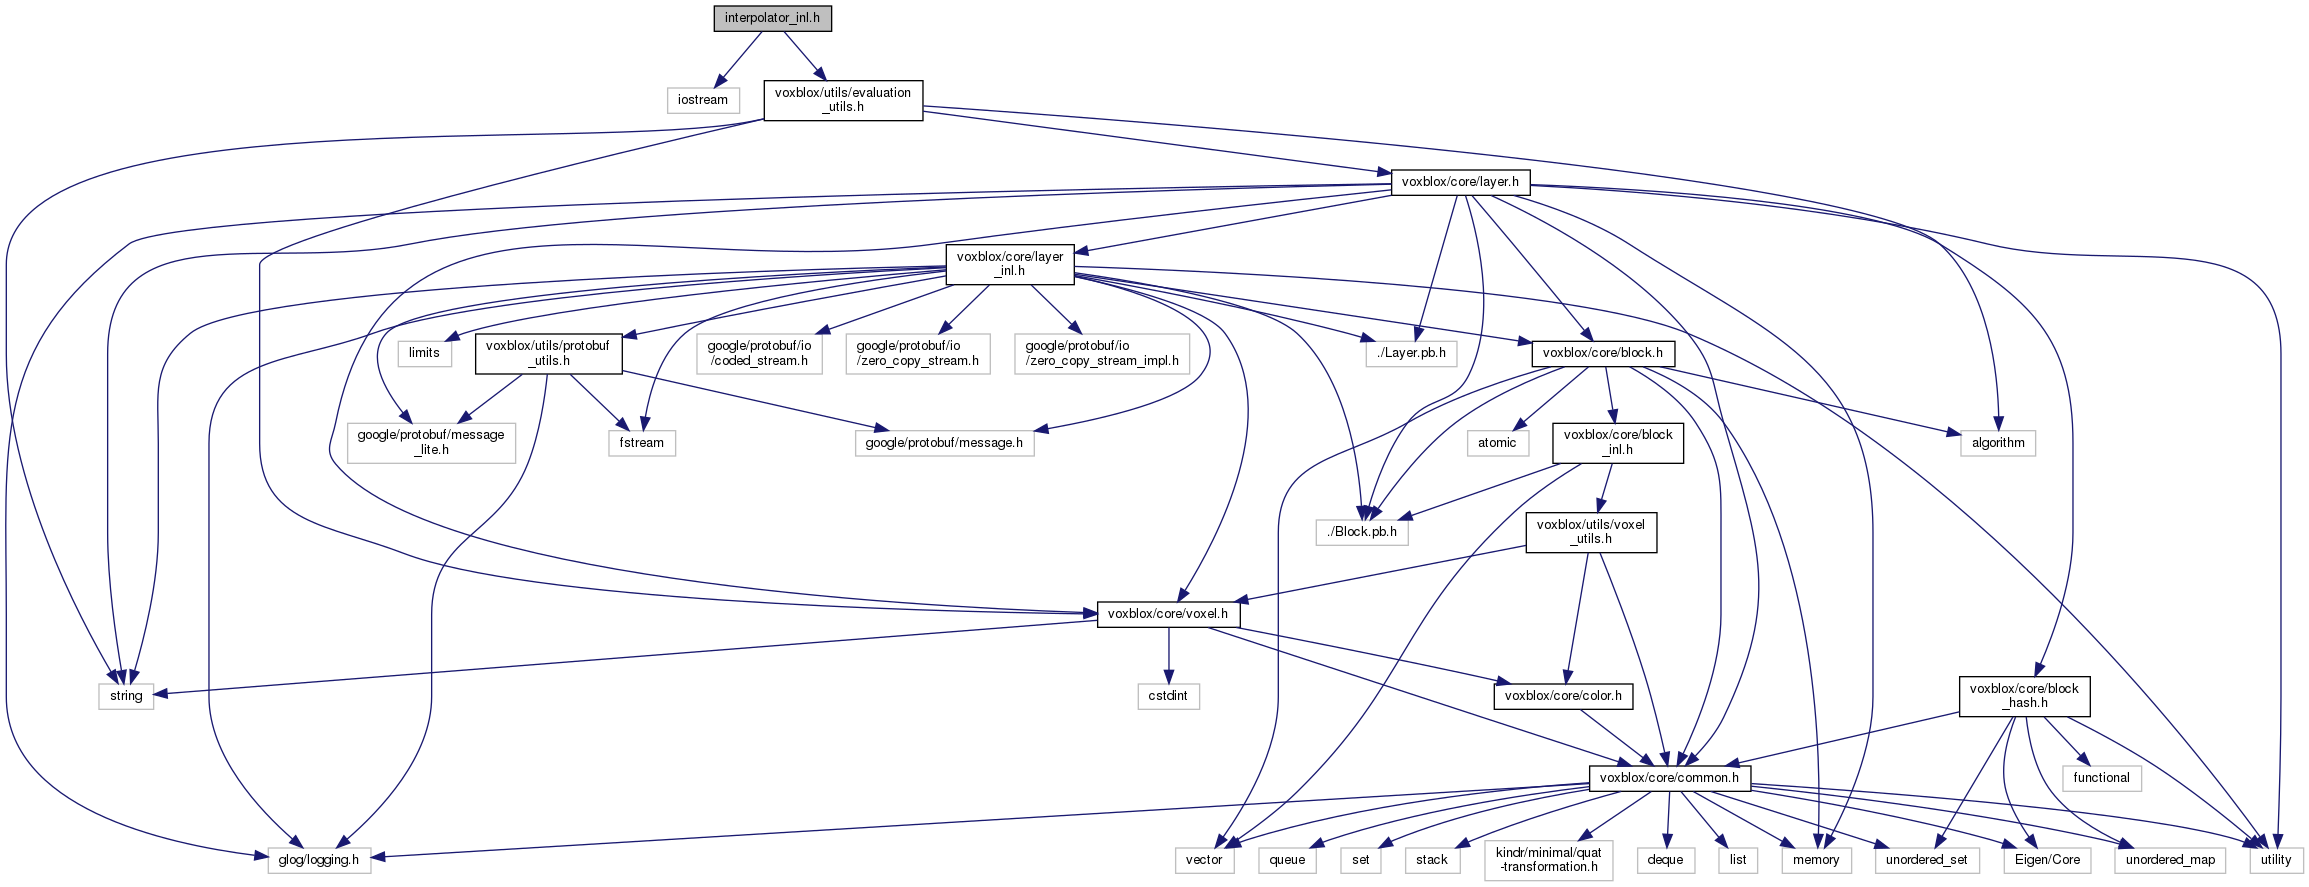 interpolator_inl.h
iostream
voxblox/utils/evaluation
_utils.h
voxblox/core/layer.h
voxblox/core/layer
_inl.h
limits
voxblox/utils/protobuf
_utils.h
google/protobuf/io
/coded_stream.h
google/protobuf/io
/zero_copy_stream.h
google/protobuf/io
/zero_copy_stream_impl.h
./Layer.pb.h
voxblox/core/block.h
google/protobuf/message
_lite.h
fstream
google/protobuf/message.h
atomic
voxblox/core/block
_inl.h
algorithm
./Block.pb.h
voxblox/utils/voxel
_utils.h
voxblox/core/voxel.h
string
cstdint
voxblox/core/color.h
voxblox/core/block
_hash.h
voxblox/core/common.h
functional
glog/logging.h
vector
queue
set
stack
kindr/minimal/quat
-transformation.h
deque
list
memory
unordered_set
Eigen/Core
unordered_map
utility